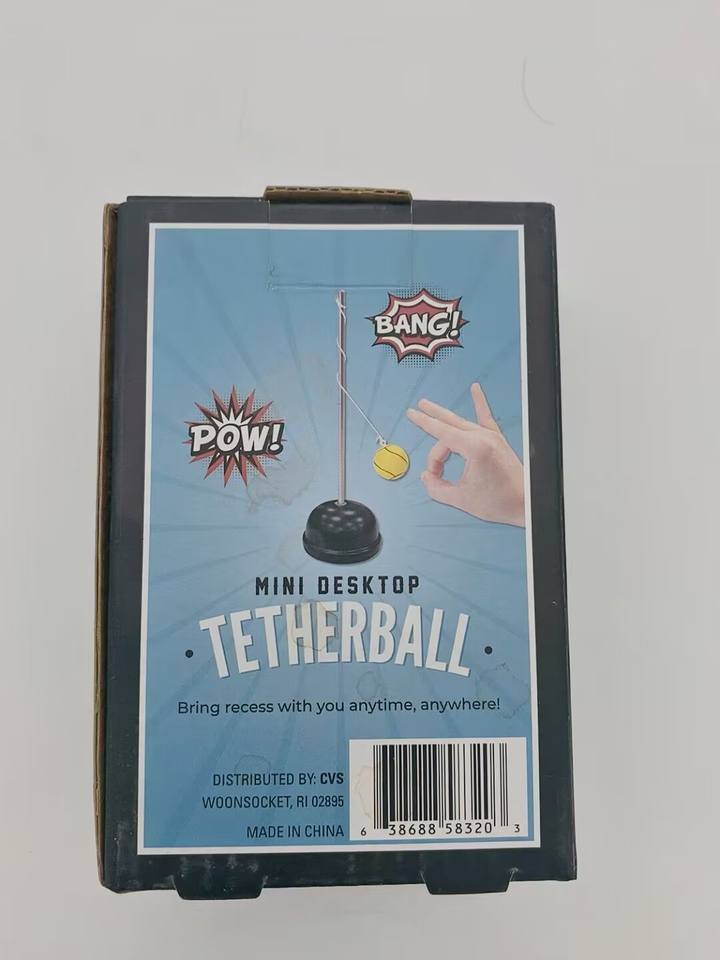 BANG!
POW!
MINI DESKTOP
• TETHERBALL •
Bring recess with you anytime, anywhere!
DISTRIBUTED BY: CVS
WOONSOCKET, RI 02895
MADE IN CHINA
6 38688 58320 3